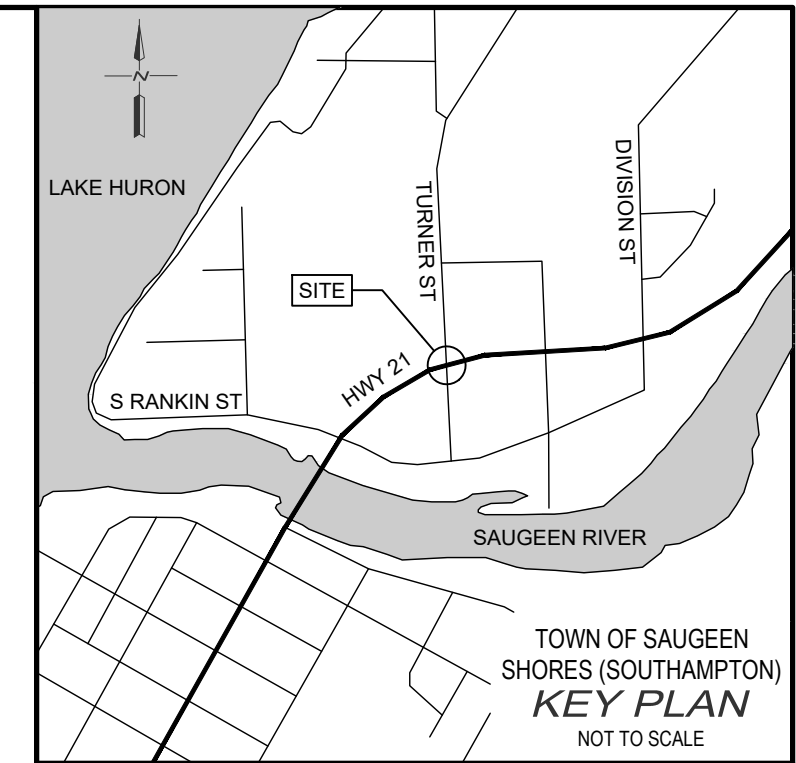 N
LAKE HURON
TURNER ST
DIVISION ST
SITE
HWY 21
S RANKIN ST
SAUGEEN RIVER
TOWN OF SAUGEEN
SHORES (SOUTHAMPTON)
KEY PLAN
NOT TO SCALE